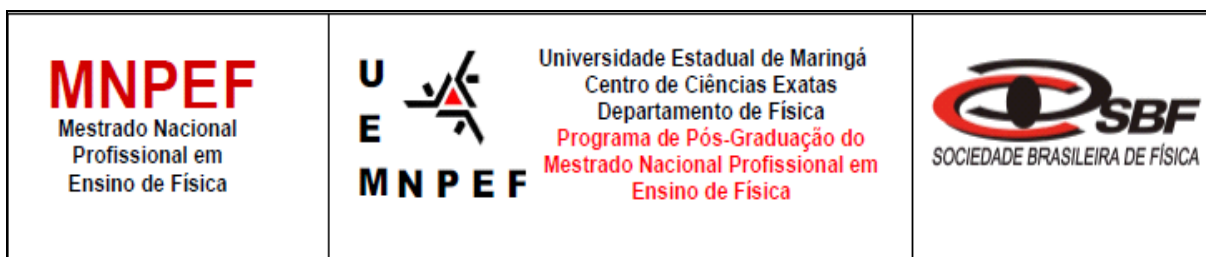 MNPEF
Mestrado Nacional
Profissional em
Ensino de Física
U
E
M N P E F
Universidade Estadual de Maringá
Centro de Ciências Exatas
Departamento de Física
Programa de Pós-Graduação do
Mestrado Nacional Profissional em
Ensino de Física
SBF
SOCIEDADE BRASILEIRA DE FÍSICA